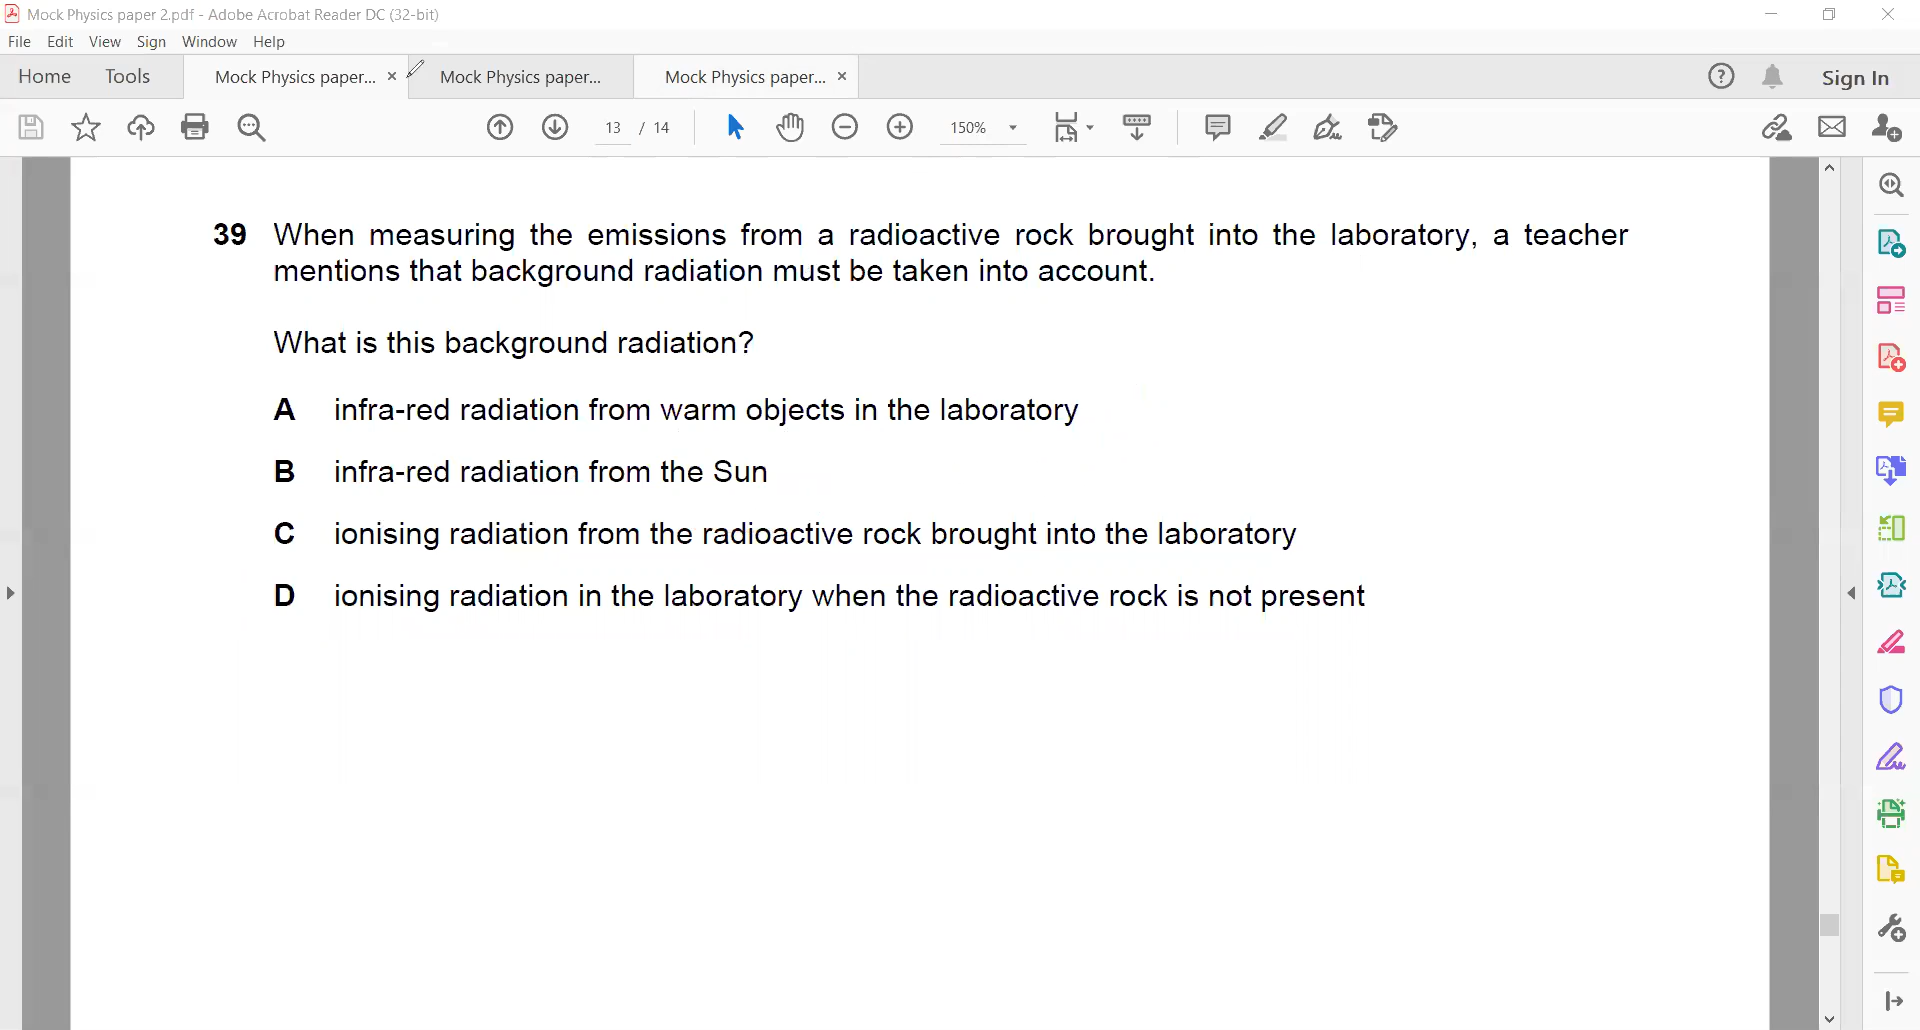 Mock Physics paper 2.pdf - Adobe Acrobat Reader DC (32-bit)
File Edit View Sign Window Help
Home Tools Mock Physics paper... × Mock Physics paper... Mock Physics paper... × Sign In
13 / 14 150%
39 When measuring the emissions from a radioactive rock brought into the laboratory, a teacher
mentions that background radiation must be taken into account.
What is this background radiation?
A infra-red radiation from warm objects in the laboratory
B infra-red radiation from the Sun
C ionising radiation from the radioactive rock brought into the laboratory
D ionising radiation in the laboratory when the radioactive rock is not present